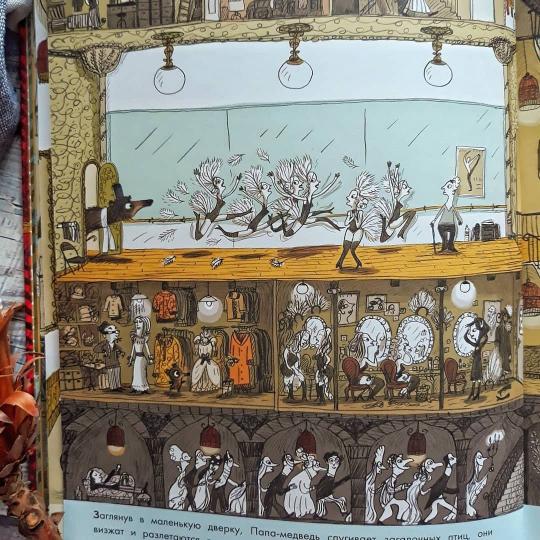 Заглянув в маленькую дверку, Папа-медведь спугивает загадочных птиц, они
визжат и разлетаются